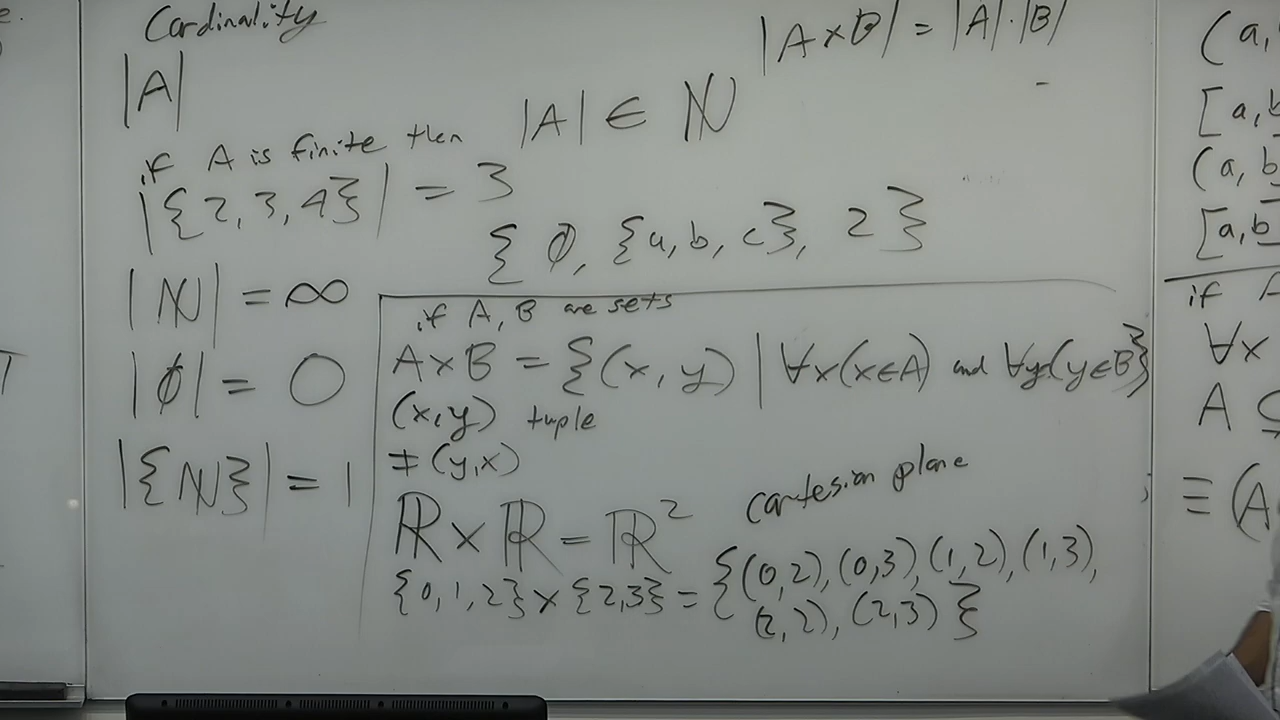 e.
Cardinality
|A×B| = |A|·|B|
|A|
|A| ∈ ℕ
if A is finite then
|{2,3,4}| = 3
{ ∅, {a, b, c}, 2 }
|ℕ| = ∞
|∅| = 0
|{ℕ}| = 1
if A, B are sets
A×B = {(x, y) | ∀x(x∈A) and ∀y(y∈B}
(x,y) tuple
≠ (y,x)
ℝ × ℝ = ℝ²
cartesian plane
{0,1,2} × {2,3} = {(0,2), (0,3), (1,2), (1,3),
(2,2), (2,3) }
(a,
[a,b
(a,b
[a,b
if A
∀x
A ⊆
≡ (A